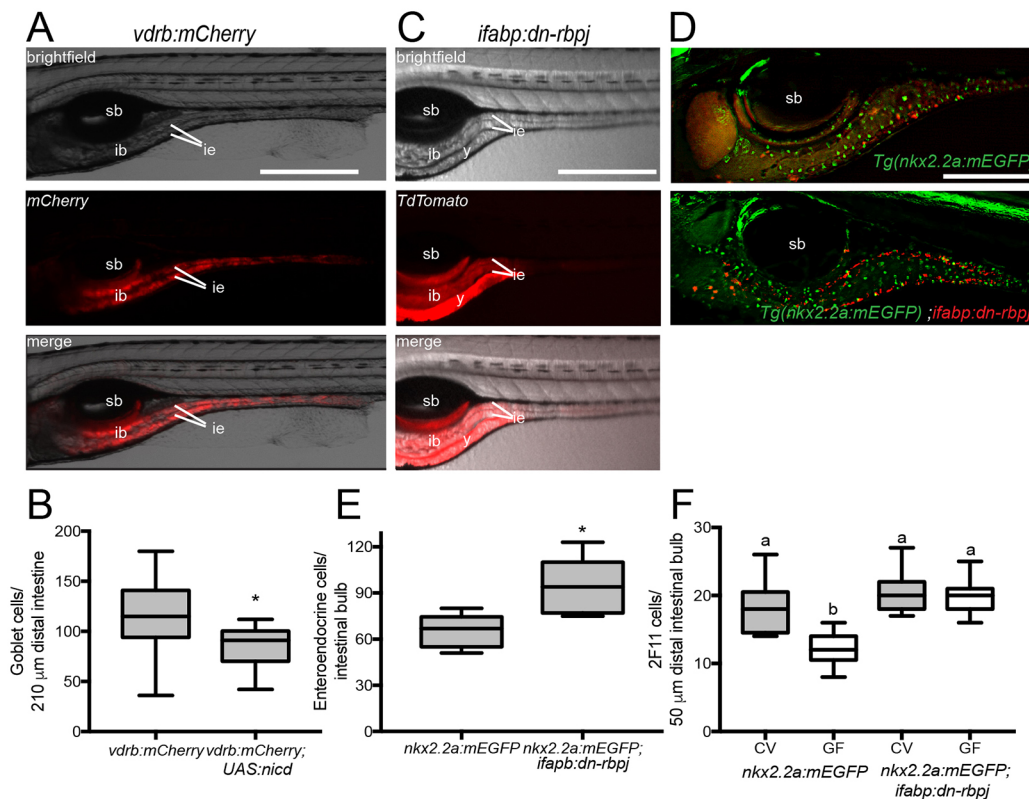 A
vdrb:mCherry
brightfield
sb
ib
ie
mCherry
sb
ib
ie
merge
sb
ib
ie
C
ifabp:dn-rbpj
brightfield
sb
ib
y
ie
TdTomato
sb
ib
y
ie
merge
sb
ib
y
ie
D
sb
Tg(nkx2.2a:mEGFP
sb
Tg(nkx2.2a:mEGFP) ;ifabp:dn-rbpj
B
Goblet cells/
210 µm distal intestine
200
150
100
50
0
*
vdrb:mCherry
vdrb:mCherry;
UAS:nicd
E
Enteroendocrine cells/
intestinal bulb
120
90
60
30
0
*
nkx2.2a:mEGFP
nkx2.2a:mEGFP;
ifapb:dn-rbpj
F
2F11 cells/
50 µm distal intestinal bulb
30
20
10
0
a
b
a
a
CV
GF
CV
GF
nkx2.2a:mEGFP
nkx2.2a:mEGFP;
ifabp:dn-rbpj